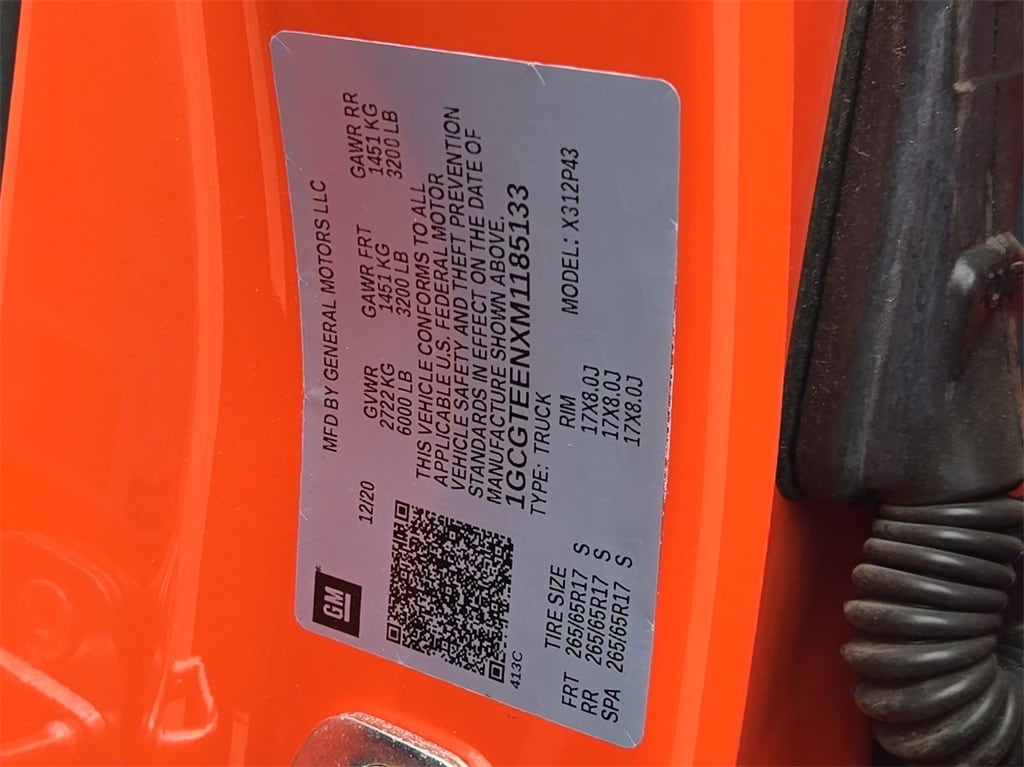 GM
MFD BY GENERAL MOTORS LLC
12/20 GVWR GAWR FRT GAWR RR
2722 KG 1451 KG 1451 KG
6000 LB 3200 LB 3200 LB
THIS VEHICLE CONFORMS TO ALL
APPLICABLE U.S. FEDERAL MOTOR
VEHICLE SAFETY AND THEFT PREVENTION
STANDARDS IN EFFECT ON THE DATE OF
MANUFACTURE SHOWN ABOVE.
1GCGTEENXM1185133
413C
TYPE: TRUCK MODEL: X312P43
TIRE SIZE RIM
FRT 265/65R17 S 17X8.0J
RR 265/65R17 S 17X8.0J
SPA 265/65R17 S 17X8.0J